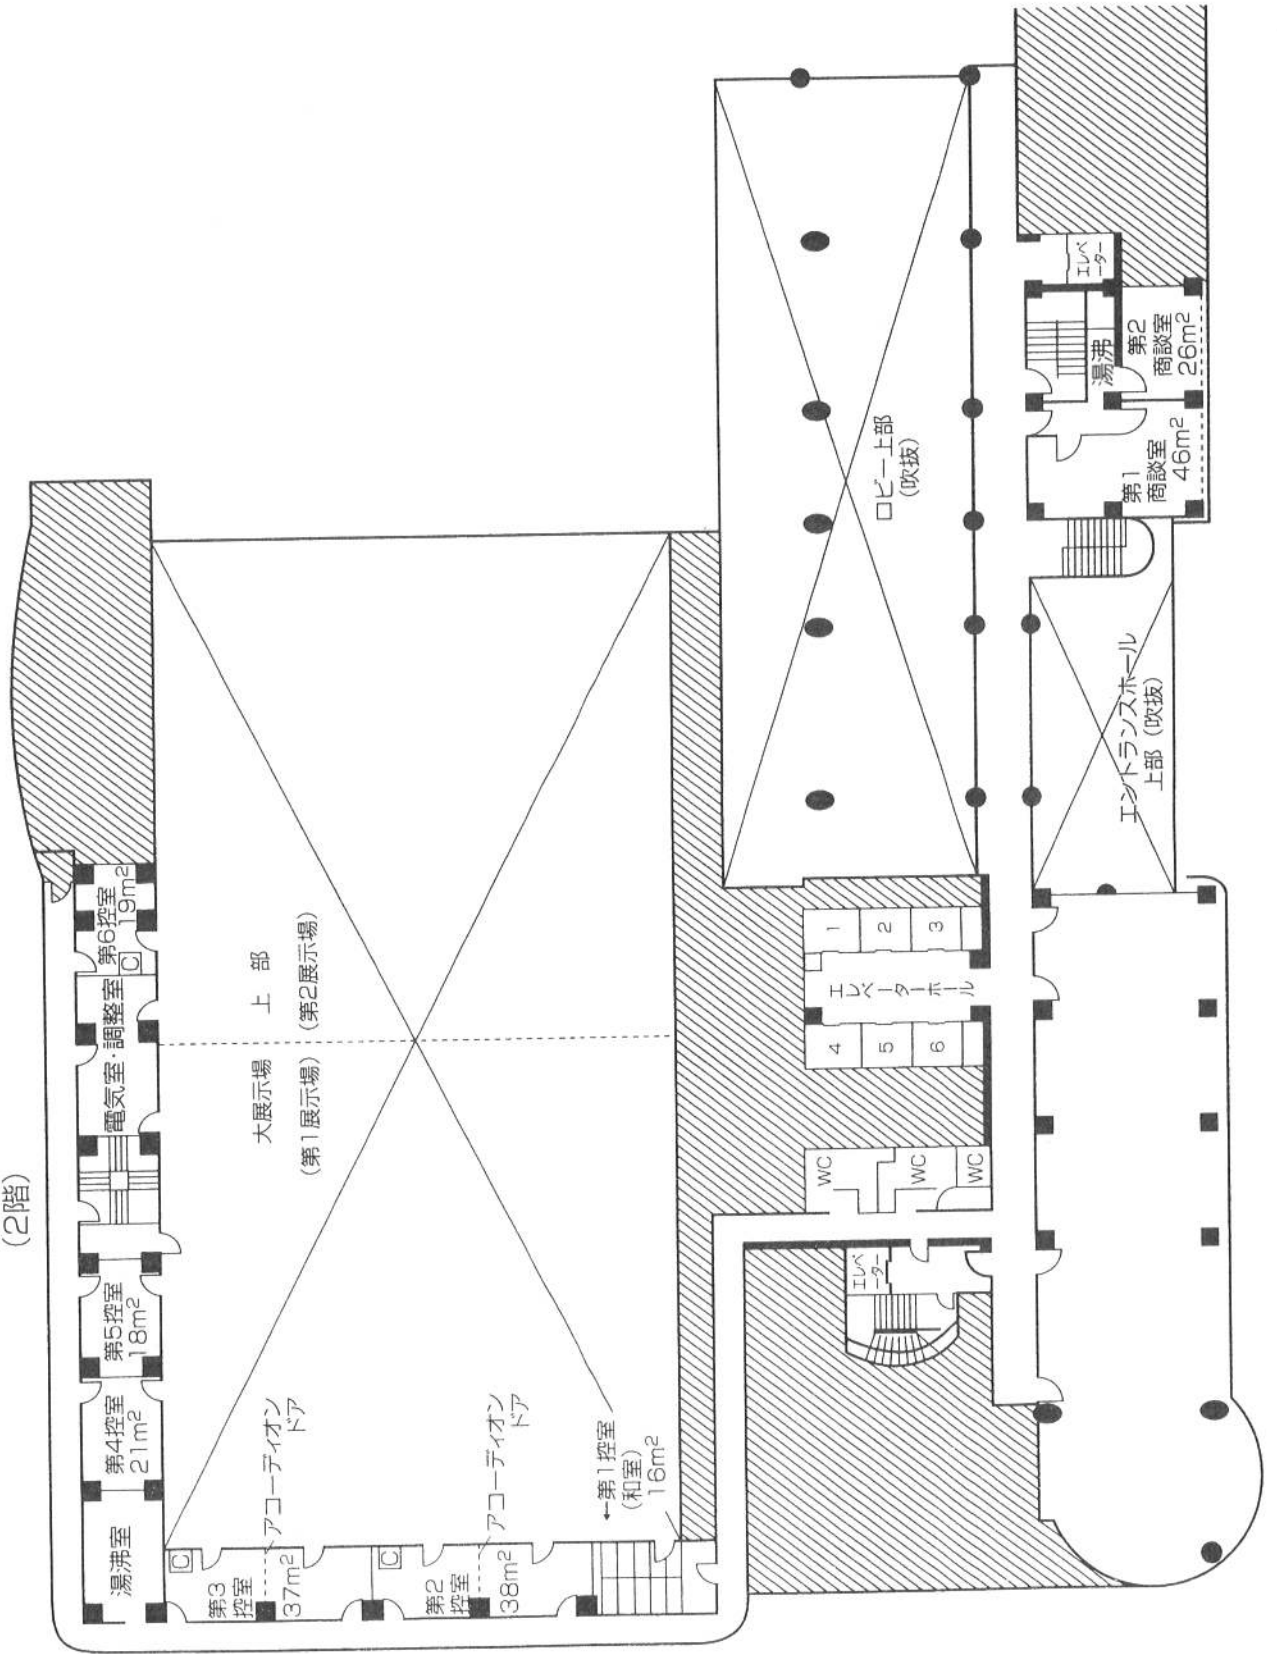 (2階)
第6控室
19m²
C
電気室・調整室
第5控室
18m²
第4控室
21m²
湯沸室
大展示場 上部
(第1展示場) (第2展示場)
アコーディオン
ドア
アコーディオン
ドア
←第1控室
(和室)
16m²
C
第3
控室
37m²
C
第2
控室
38m²
ロビー上部
(吹抜)
エレベ
ーター
湯沸
第2
商談室
26m²
第1
商談室
46m²
エントランスホール
上部 (吹抜)
1
2
3
エレベーターホール
4
5
6
WC
WC
WC
エレベ
ーター